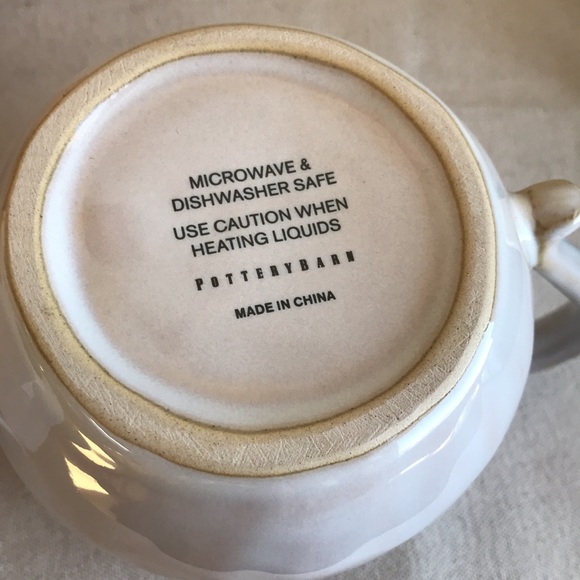 MICROWAVE &
DISHWASHER SAFE
USE CAUTION WHEN
HEATING LIQUIDS
POTTERYBARN
MADE IN CHINA